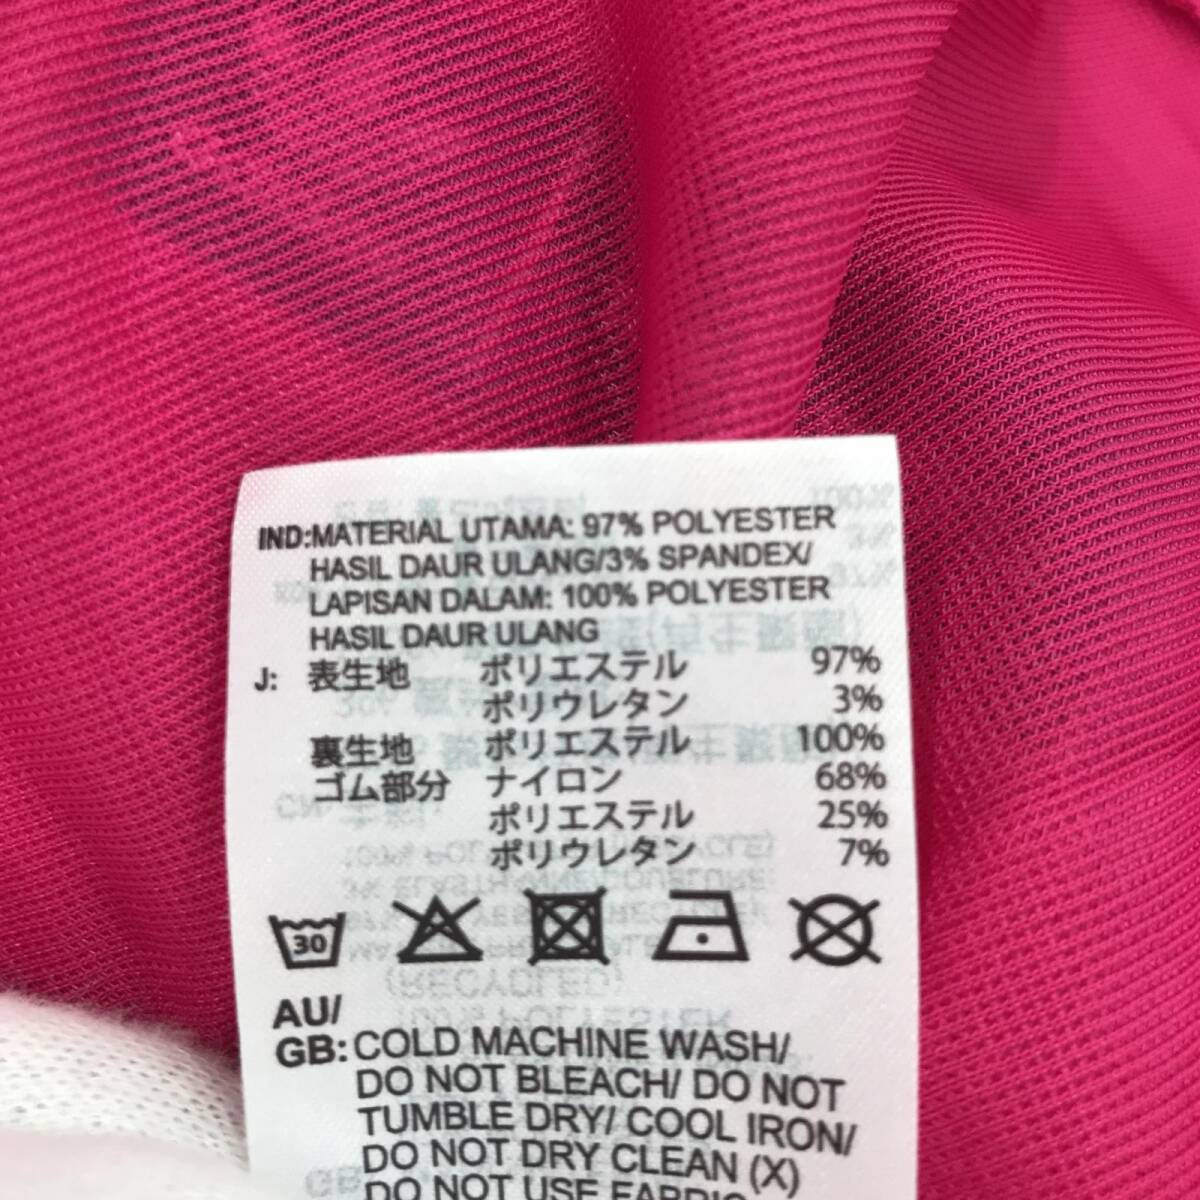 IND:MATERIAL UTAMA: 97% POLYESTER
HASIL DAUR ULANG/3% SPANDEX/
LAPISAN DALAM: 100% POLYESTER
HASIL DAUR ULANG
J: 表生地 ポリエステル 97%
ポリウレタン 3%
裏生地 ポリエステル 100%
ゴム部分 ナイロン 68%
ポリエステル 25%
ポリウレタン 7%
30
AU/
GB: COLD MACHINE WASH/
DO NOT BLEACH/ DO NOT
TUMBLE DRY/ COOL IRON/
DO NOT DRY CLEAN (X)
DO NOT USE FABRIC